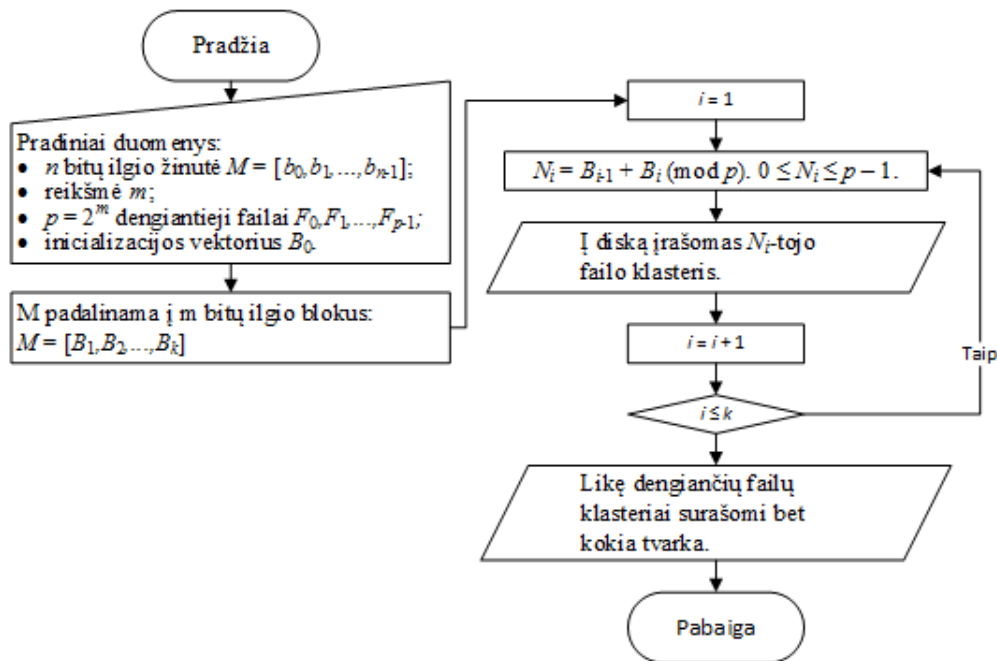 Pradžia
Pradiniai duomenys:
• n bitų ilgio žinutė M = [b0,b1,...,bn-1];
• reikšmė m;
• p = 2^m dengiantieji failai F0,F1,...,Fp-1;
• inicializacijos vektorius B0.
M padalinama į m bitų ilgio blokus:
M = [B1,B2,...,Bk]
i = 1
Ni = Bi-1 + Bi (mod p). 0 ≤ Ni ≤ p – 1.
Į diską įrašomas Ni-tojo
failo klasteris.
i = i + 1
i ≤ k
Taip
Likę dengiančių failų
klasteriai surašomi bet
kokia tvarka.
Pabaiga